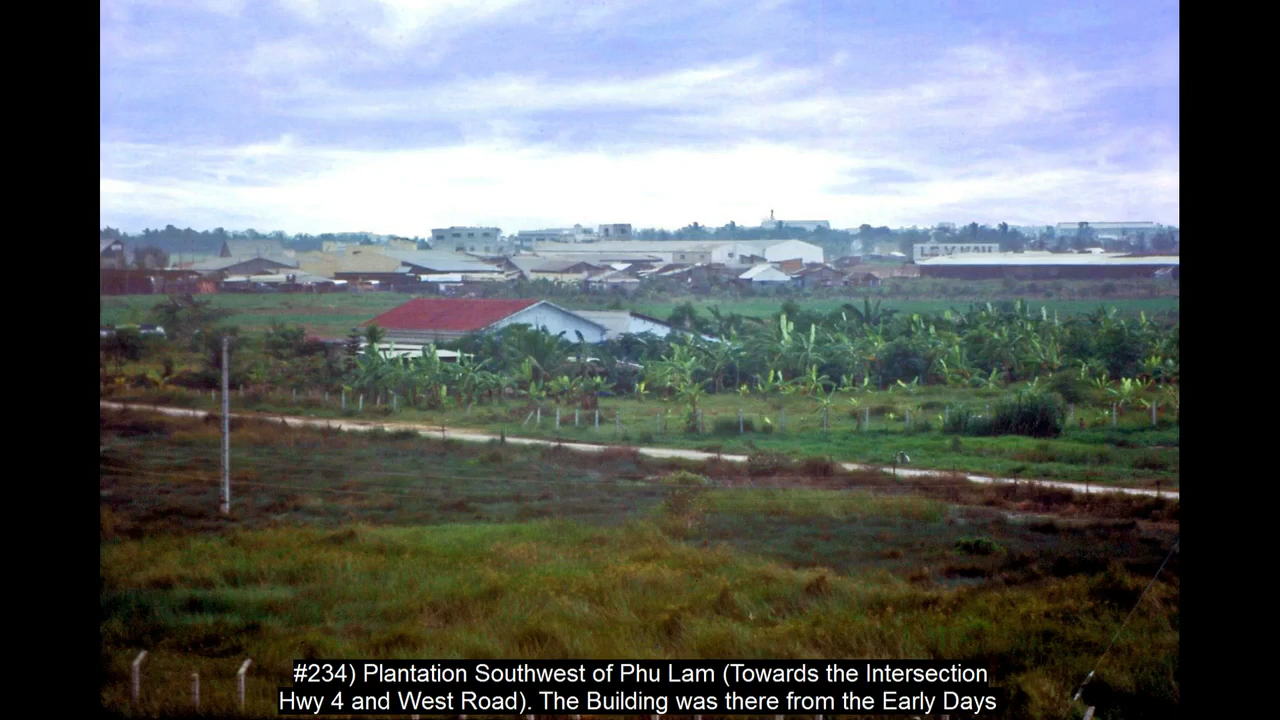 #234) Plantation Southwest of Phu Lam (Towards the Intersection
Hwy 4 and West Road). The Building was there from the Early Days